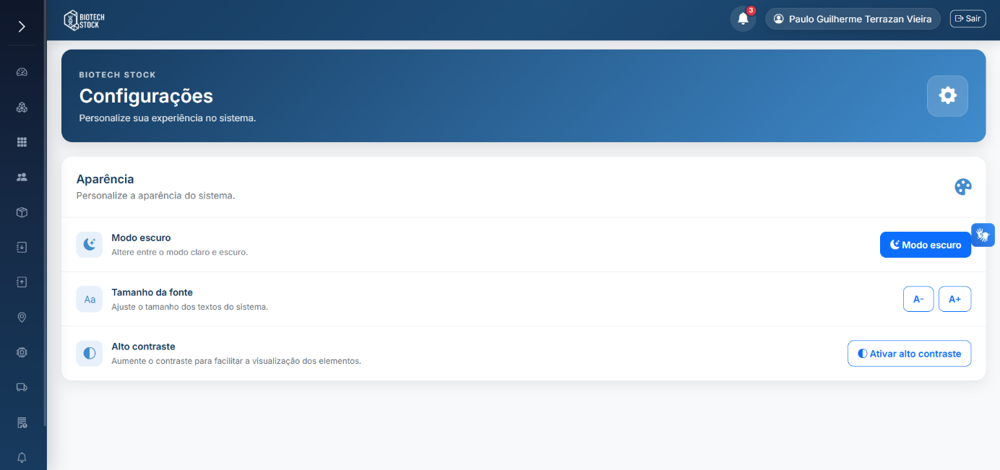 BIOTECH
STOCK
3
Paulo Guilherme Terrazan Vieira
Sair
BIOTECH STOCK
Configurações
Personalize sua experiência no sistema.
Aparência
Personalize a aparência do sistema.
Modo escuro
Altere entre o modo claro e escuro.
Modo escuro
Aa
Tamanho da fonte
Ajuste o tamanho dos textos do sistema.
A-
A+
Alto contraste
Aumente o contraste para facilitar a visualização dos elementos.
Ativar alto contraste